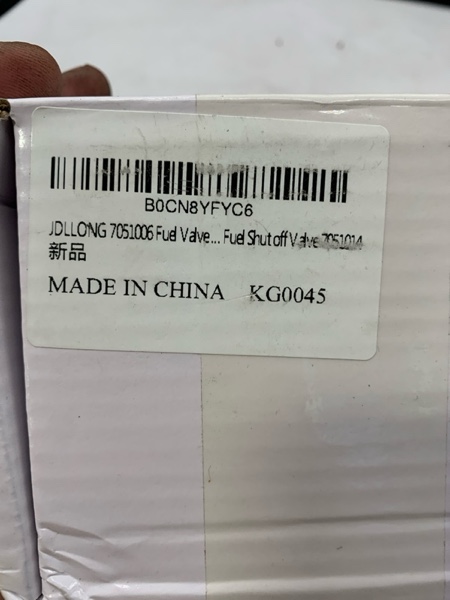 B0CN8YFYC6
JDLLONG 7051006 Fuel Valve... Fuel Shut off Valve 7051014
新品
MADE IN CHINA KG0045